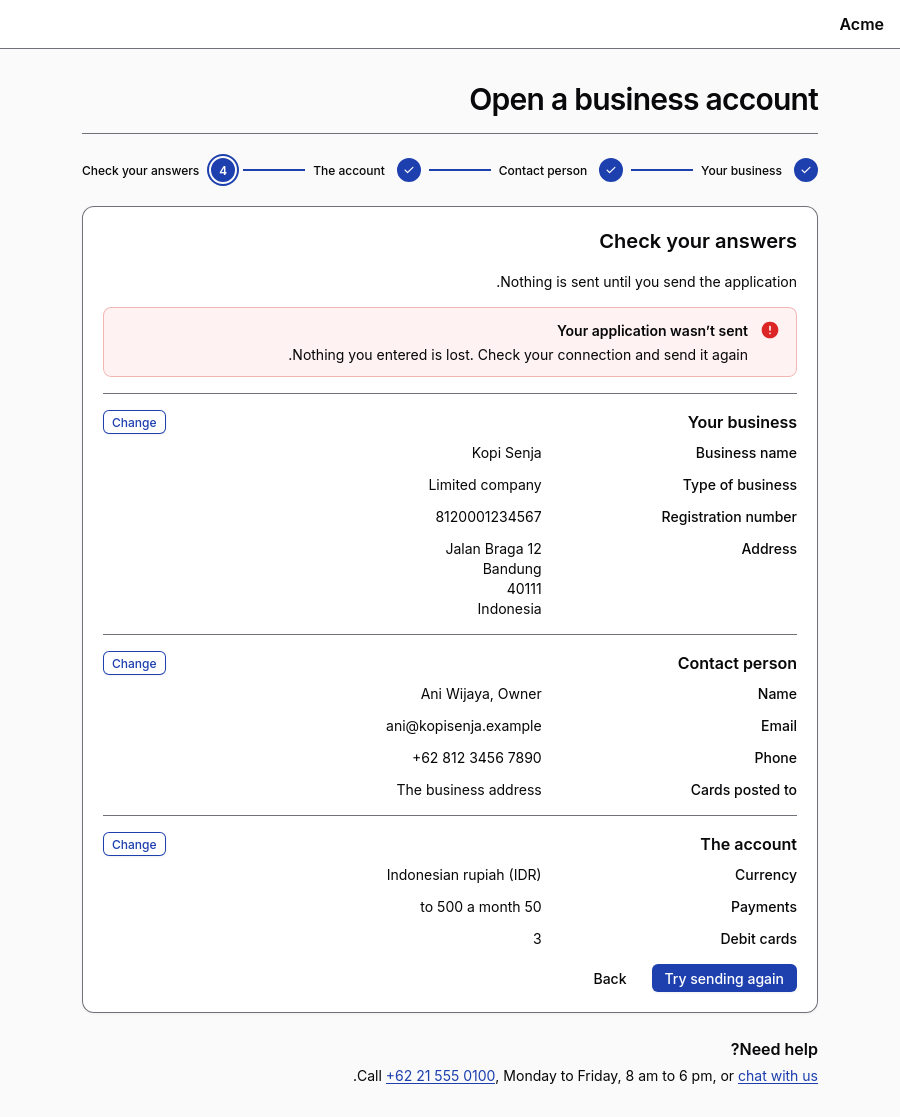 Acme
Open a business account
Your business
Contact person
The account
4 Check your answers
Check your answers
.Nothing is sent until you send the application
Your application wasn’t sent
.Nothing you entered is lost. Check your connection and send it again
Your business
Change
Business name
Kopi Senja
Type of business
Limited company
Registration number
8120001234567
Address
Jalan Braga 12
Bandung
40111
Indonesia
Contact person
Change
Name
Ani Wijaya, Owner
Email
ani@kopisenja.example
Phone
+62 812 3456 7890
Cards posted to
The business address
The account
Change
Currency
Indonesian rupiah (IDR)
Payments
to 500 a month 50
Debit cards
3
Try sending again
Back
?Need help
.Call +62 21 555 0100, Monday to Friday, 8 am to 6 pm, or chat with us